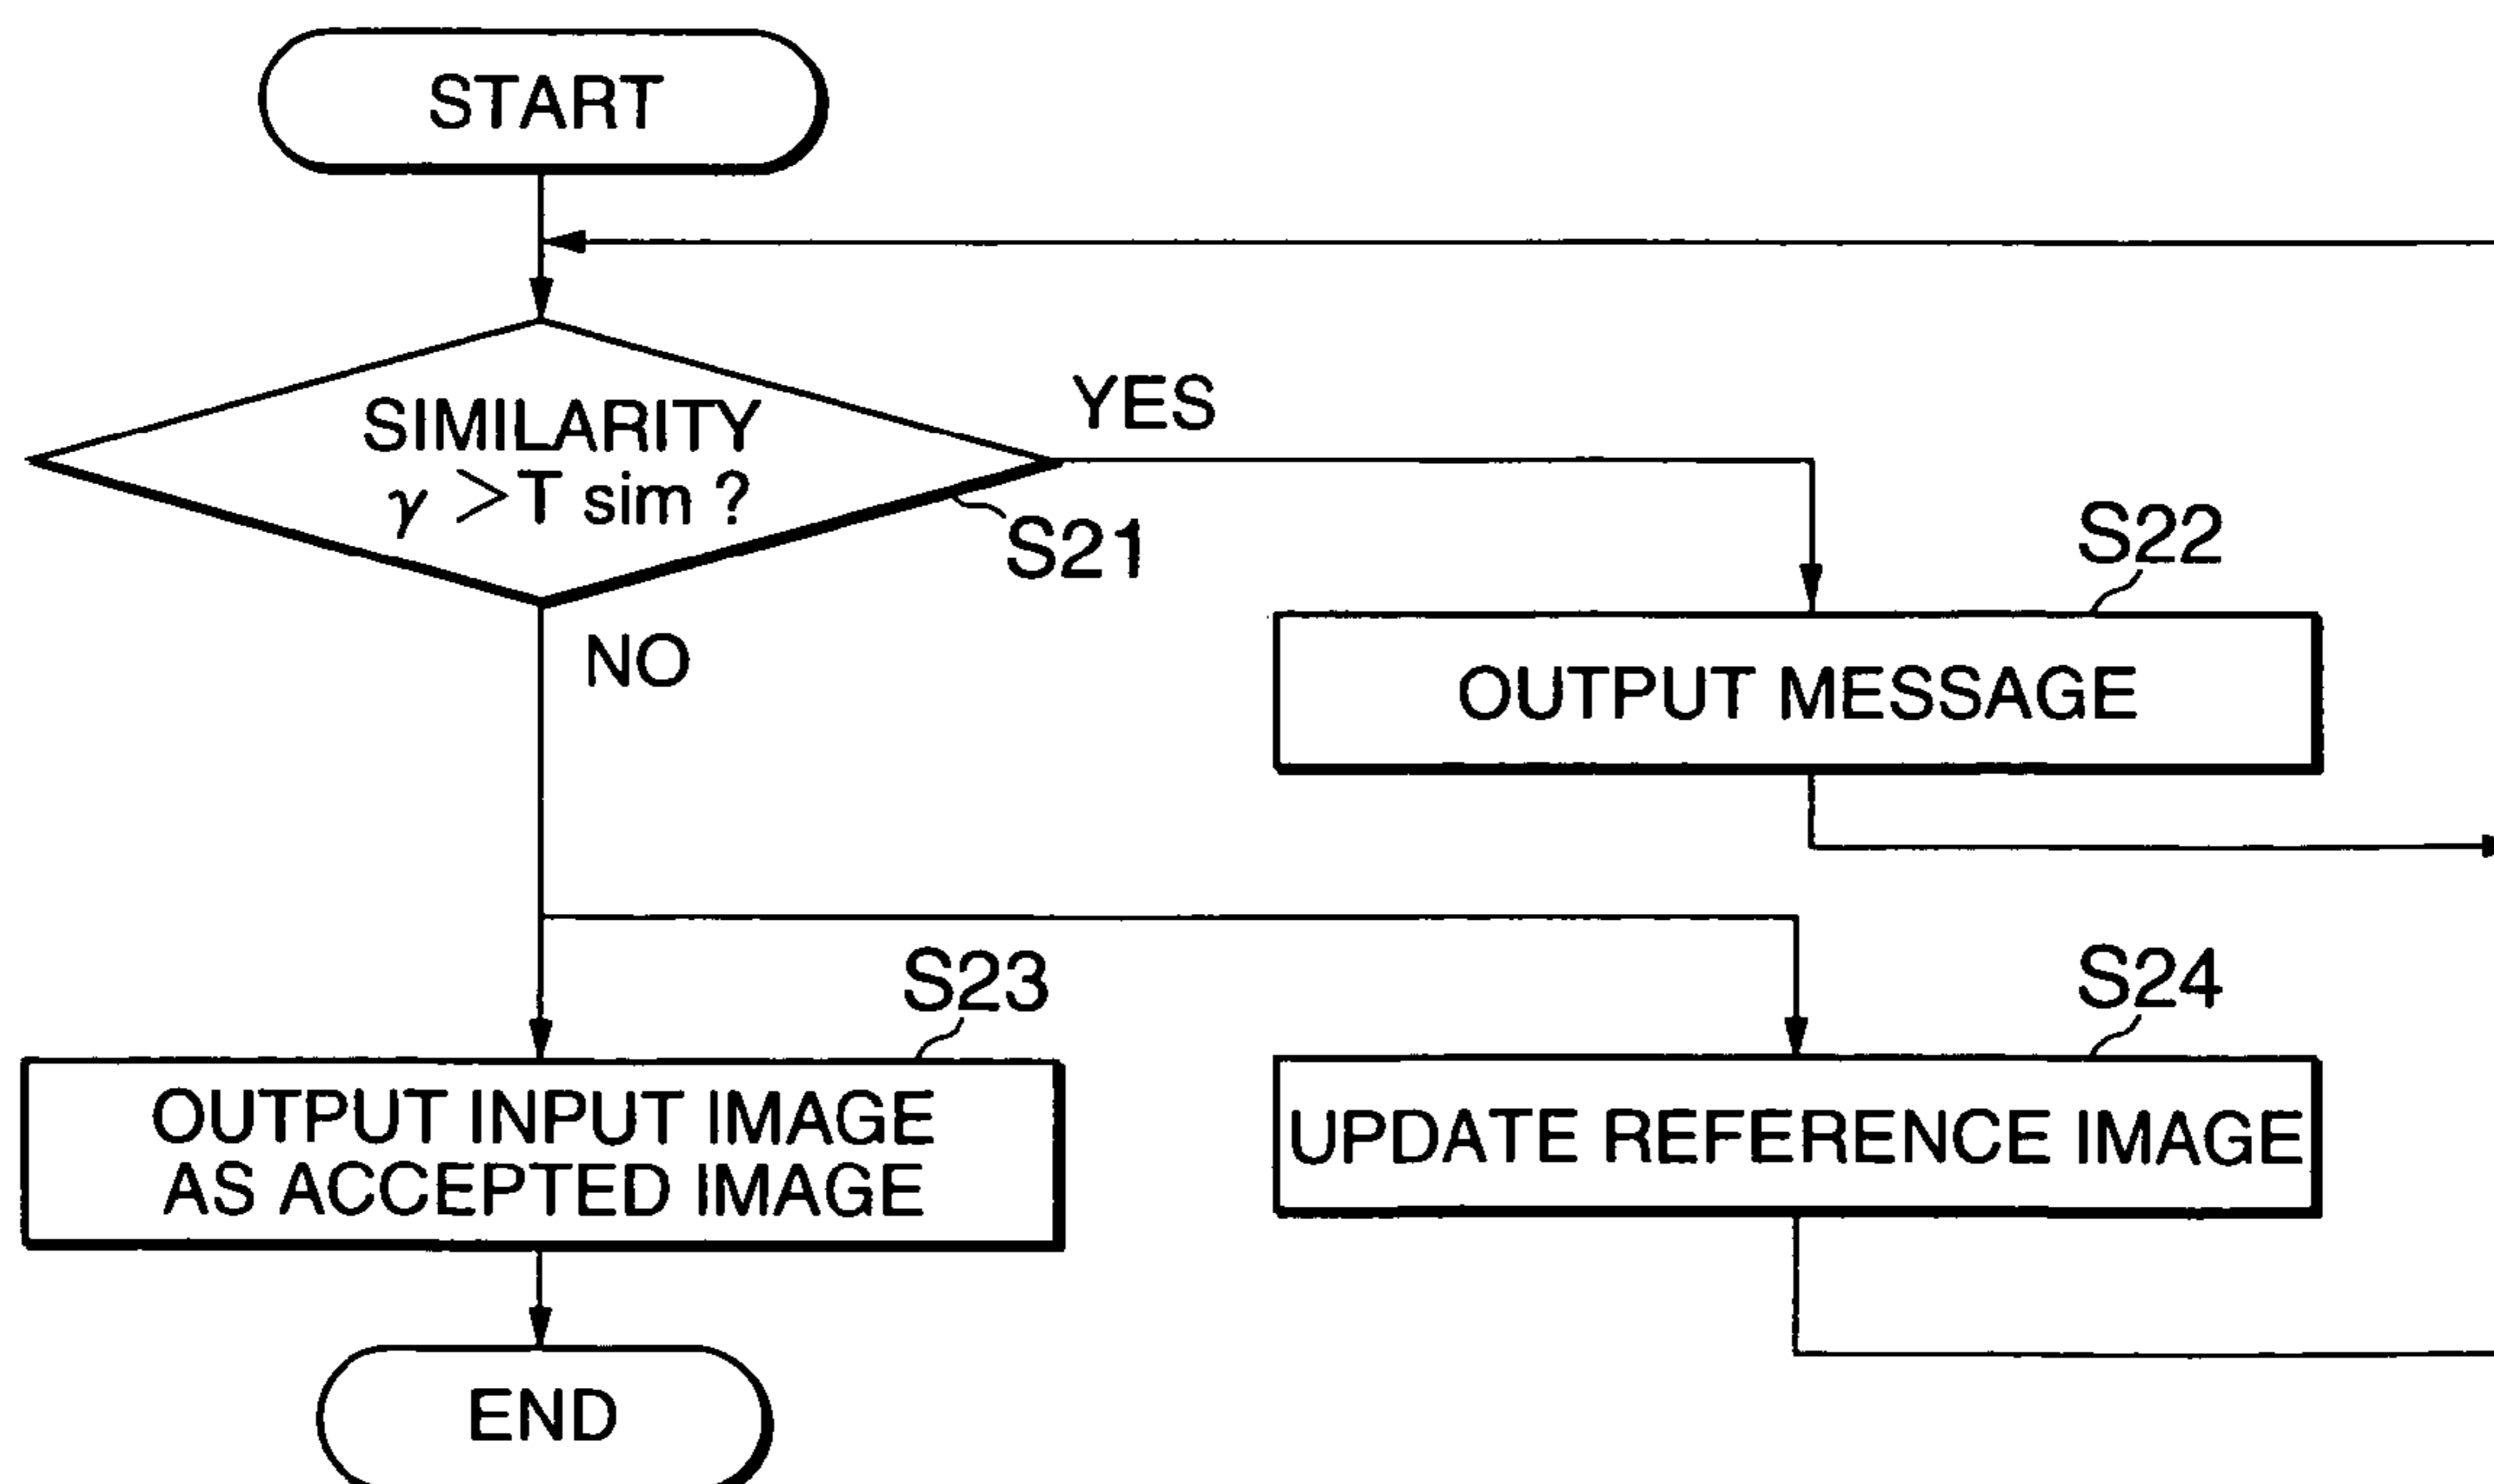 START
SIMILARITY
γ > T sim ?
YES
S21
S22
NO
OUTPUT MESSAGE
S23
S24
OUTPUT INPUT IMAGE
AS ACCEPTED IMAGE
UPDATE REFERENCE IMAGE
END